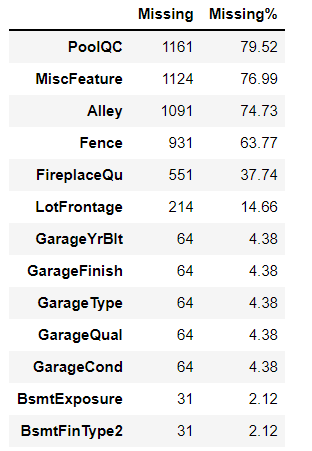 Missing Missing%
PoolQC 1161 79.52
MiscFeature 1124 76.99
Alley 1091 74.73
Fence 931 63.77
FireplaceQu 551 37.74
LotFrontage 214 14.66
GarageYrBlt 64 4.38
GarageFinish 64 4.38
GarageType 64 4.38
GarageQual 64 4.38
GarageCond 64 4.38
BsmtExposure 31 2.12
BsmtFinType2 31 2.12